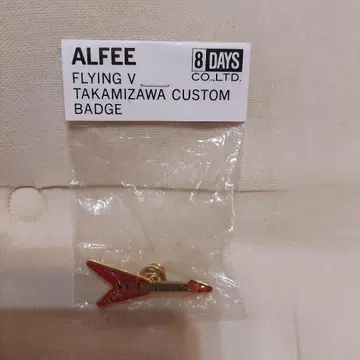 ALFEE
FLYING V
TAKAMIZAWA CUSTOM
BADGE
8 DAYS
CO.,LTD.